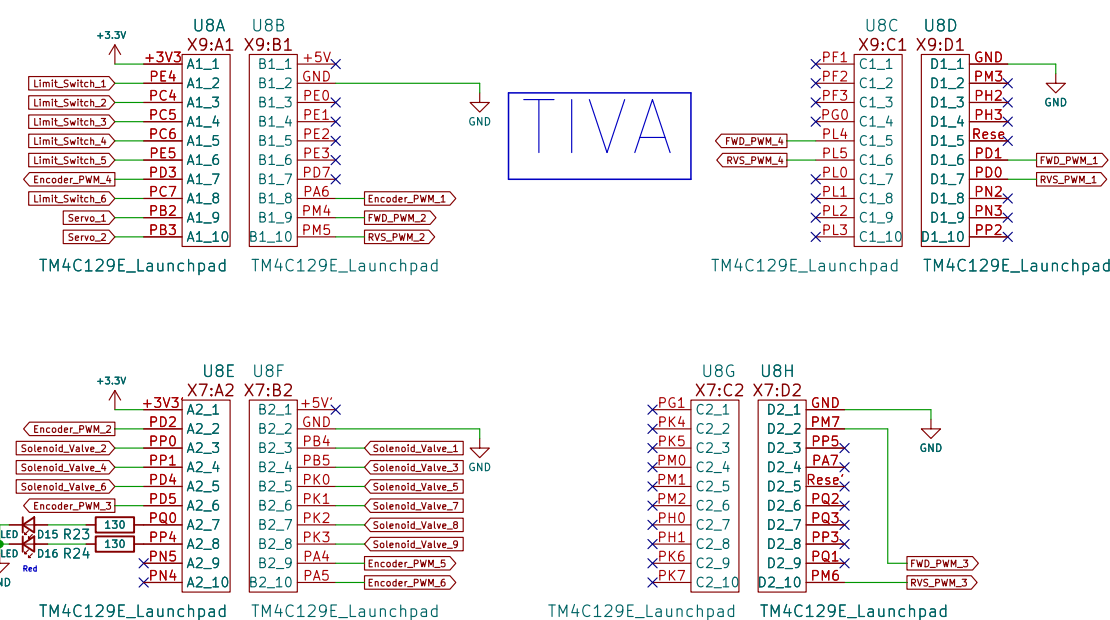 U8A U8B
X9:A1 X9:B1
+3.3V
+3V3 A1_1 B1_1 +5V
Limit_Switch_1 PE4 A1_2 B1_2 GND
Limit_Switch_2 PC4 A1_3 B1_3 PE0
Limit_Switch_3 PC5 A1_4 B1_4 PE1
GND
Limit_Switch_4 PC6 A1_5 B1_5 PE2
Limit_Switch_5 PE5 A1_6 B1_6 PE3
Encoder_PWM_4 PD3 A1_7 B1_7 PD7
Limit_Switch_6 PC7 A1_8 B1_8 PA6 Encoder_PWM_1
Servo_1 PB2 A1_9 B1_9 PM4 FWD_PWM_2
Servo_2 PB3 A1_10 B1_10 PM5 RVS_PWM_2
TM4C129E_Launchpad TM4C129E_Launchpad
TIVA
U8C U8D
X9:C1 X9:D1
PF1 C1_1 D1_1 GND
PF2 C1_2 D1_2 PM3
PF3 C1_3 D1_3 PH2
GND
PG0 C1_4 D1_4 PH3
FWD_PWM_4 PL4 C1_5 D1_5 Rese
RVS_PWM_4 PL5 C1_6 D1_6 PD1 FWD_PWM_1
PL0 C1_7 D1_7 PD0 RVS_PWM_1
PL1 C1_8 D1_8 PN2
PL2 C1_9 D1_9 PN3
PL3 C1_10 D1_10 PP2
TM4C129E_Launchpad TM4C129E_Launchpad
U8E U8F
X7:A2 X7:B2
+3.3V
+3V3 A2_1 B2_1 +5V
Encoder_PWM_2 PD2 A2_2 B2_2 GND
Solenoid_Valve_2 PP0 A2_3 B2_3 PB4 Solenoid_Valve_1
Solenoid_Valve_4 PP1 A2_4 B2_4 PB5 Solenoid_Valve_3
GND
Solenoid_Valve_6 PD4 A2_5 B2_5 PK0 Solenoid_Valve_5
Encoder_PWM_3 PD5 A2_6 B2_6 PK1 Solenoid_Valve_7
130 PQ0 A2_7 B2_7 PK2 Solenoid_Valve_8
LED D15 R23
130 PP4 A2_8 B2_8 PK3 Solenoid_Valve_9
LED D16 R24
Red
PN5 A2_9 B2_9 PA4 Encoder_PWM_5
ND PN4 A2_10 B2_10 PA5 Encoder_PWM_6
TM4C129E_Launchpad TM4C129E_Launchpad
U8G U8H
X7:C2 X7:D2
PG1 C2_1 D2_1 GND
PK4 C2_2 D2_2 PM7
PK5 C2_3 D2_3 PP5
GND
PM0 C2_4 D2_4 PA7
PM1 C2_5 D2_5 Rese
PM2 C2_6 D2_6 PQ2
PH0 C2_7 D2_7 PQ3
PH1 C2_8 D2_8 PP3
PK6 C2_9 D2_9 PQ1 FWD_PWM_3
PK7 C2_10 D2_10 PM6 RVS_PWM_3
TM4C129E_Launchpad TM4C129E_Launchpad